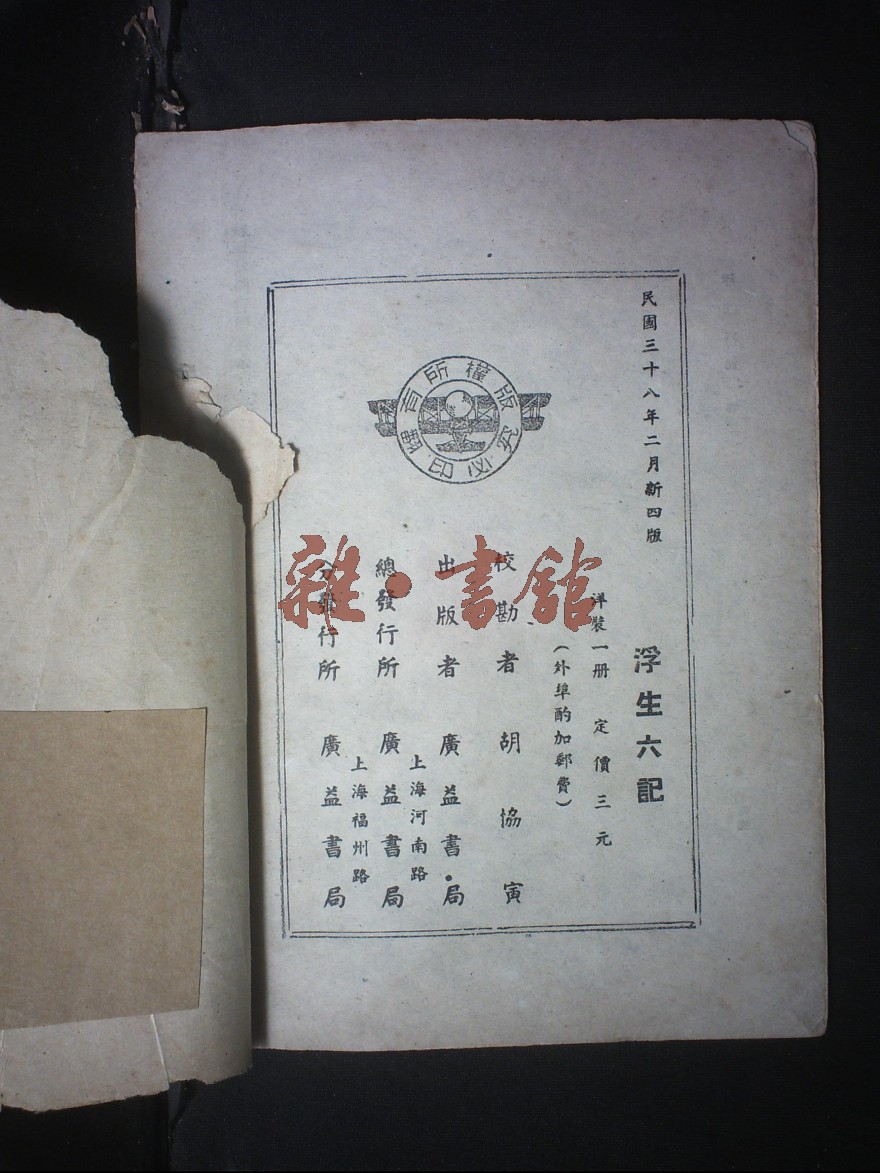 民國三十八年二月新四版
浮生六記
洋裝一册 定價三元
(外埠酌加郵費)
校勘者 胡協寅
出版者 廣益書局
上海河南路
總發行所 廣益書局
上海福州路
分發行所 廣益書局
版權所有
翻印必究
雜·書館